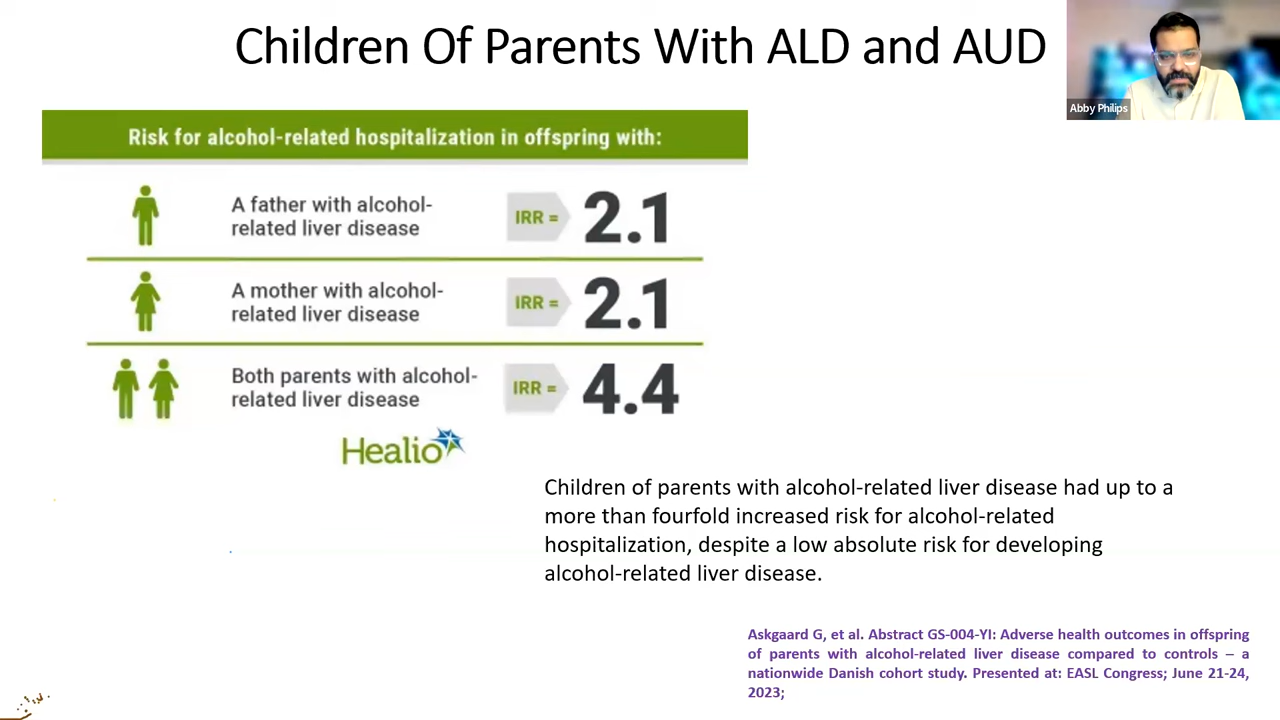 Children Of Parents With ALD and AUD
Abby Philips
Risk for alcohol-related hospitalization in offspring with:
A father with alcohol-
related liver disease
IRR =
2.1
A mother with alcohol-
related liver disease
IRR =
2.1
Both parents with alcohol-
related liver disease
IRR =
4.4
Healio
Children of parents with alcohol-related liver disease had up to a
more than fourfold increased risk for alcohol-related
hospitalization, despite a low absolute risk for developing
alcohol-related liver disease.
Askgaard G, et al. Abstract GS-004-YI: Adverse health outcomes in offspring
of parents with alcohol-related liver disease compared to controls – a
nationwide Danish cohort study. Presented at: EASL Congress; June 21-24,
2023;